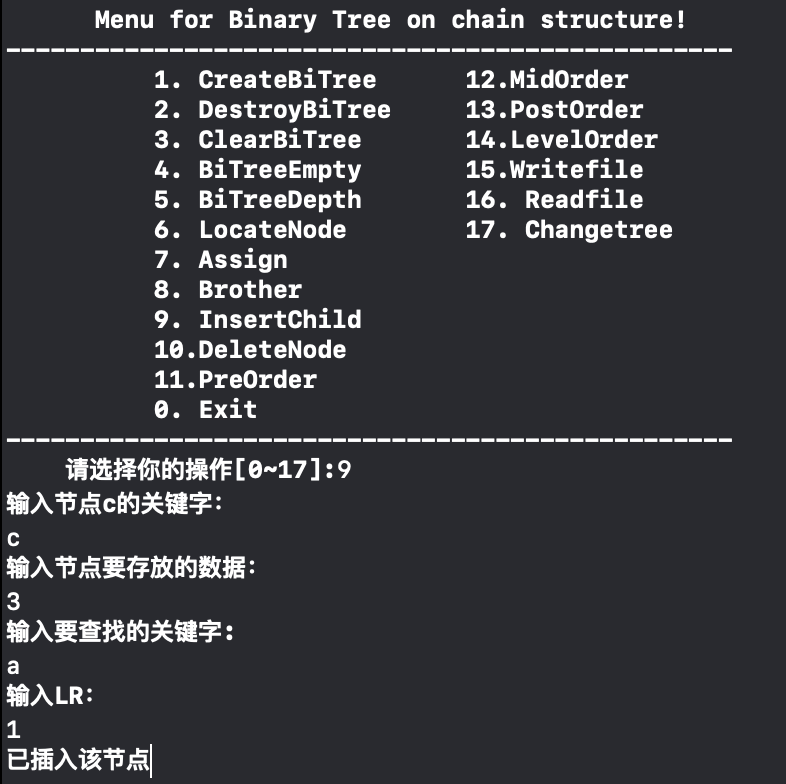 Menu for Binary Tree on chain structure!
-------------------------------------------------
1. CreateBiTree 12.MidOrder
2. DestroyBiTree 13.PostOrder
3. ClearBiTree 14.LevelOrder
4. BiTreeEmpty 15.Writefile
5. BiTreeDepth 16. Readfile
6. LocateNode 17. Changetree
7. Assign
8. Brother
9. InsertChild
10.DeleteNode
11.PreOrder
0. Exit
-------------------------------------------------
请选择你的操作[0~17]:9
输入节点c的关键字:
c
输入节点要存放的数据:
3
输入要查找的关键字:
a
输入LR:
1
已插入该节点